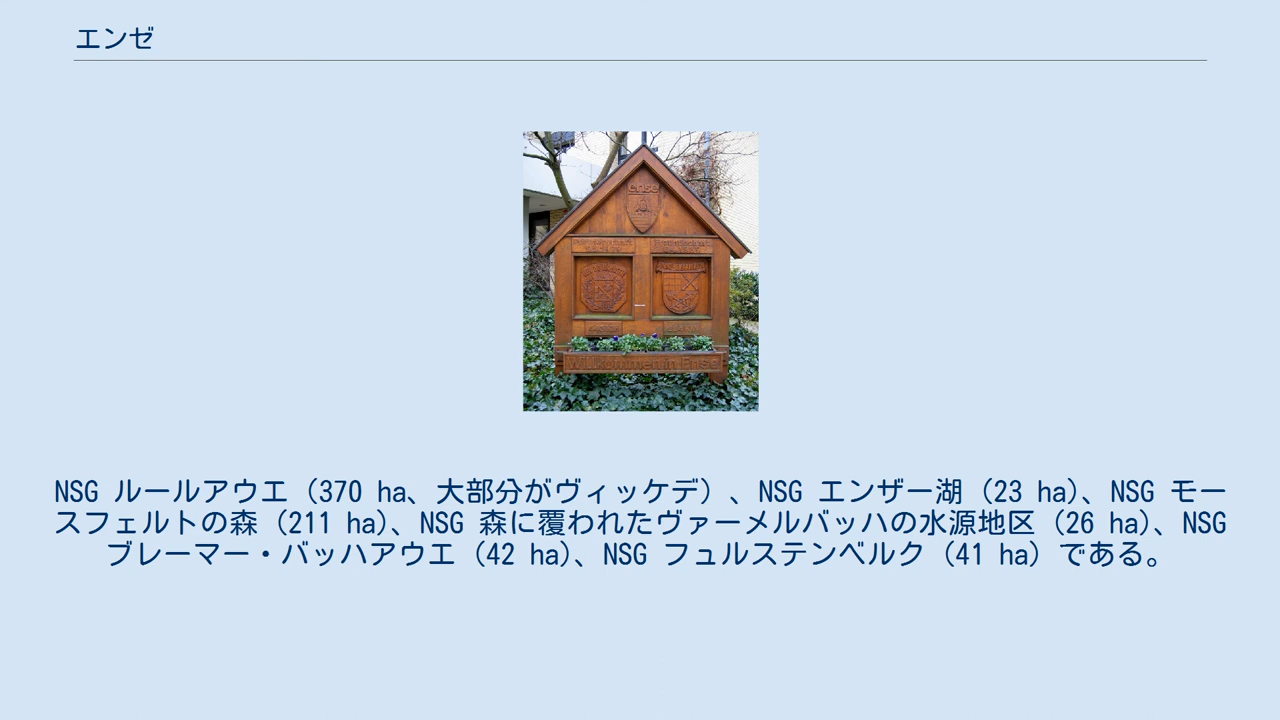 エンゼ
ense
Willkommen in Ense
NSG ルールアウエ（370 ha、大部分がヴィッケデ）、NSG エンザー湖（23 ha）、NSG モー
スフェルトの森（211 ha）、NSG 森に覆われたヴァーメルバッハの水源地区（26 ha）、NSG
ブレーマー・バッハアウエ（42 ha）、NSG フュルステンベルク（41 ha）である。